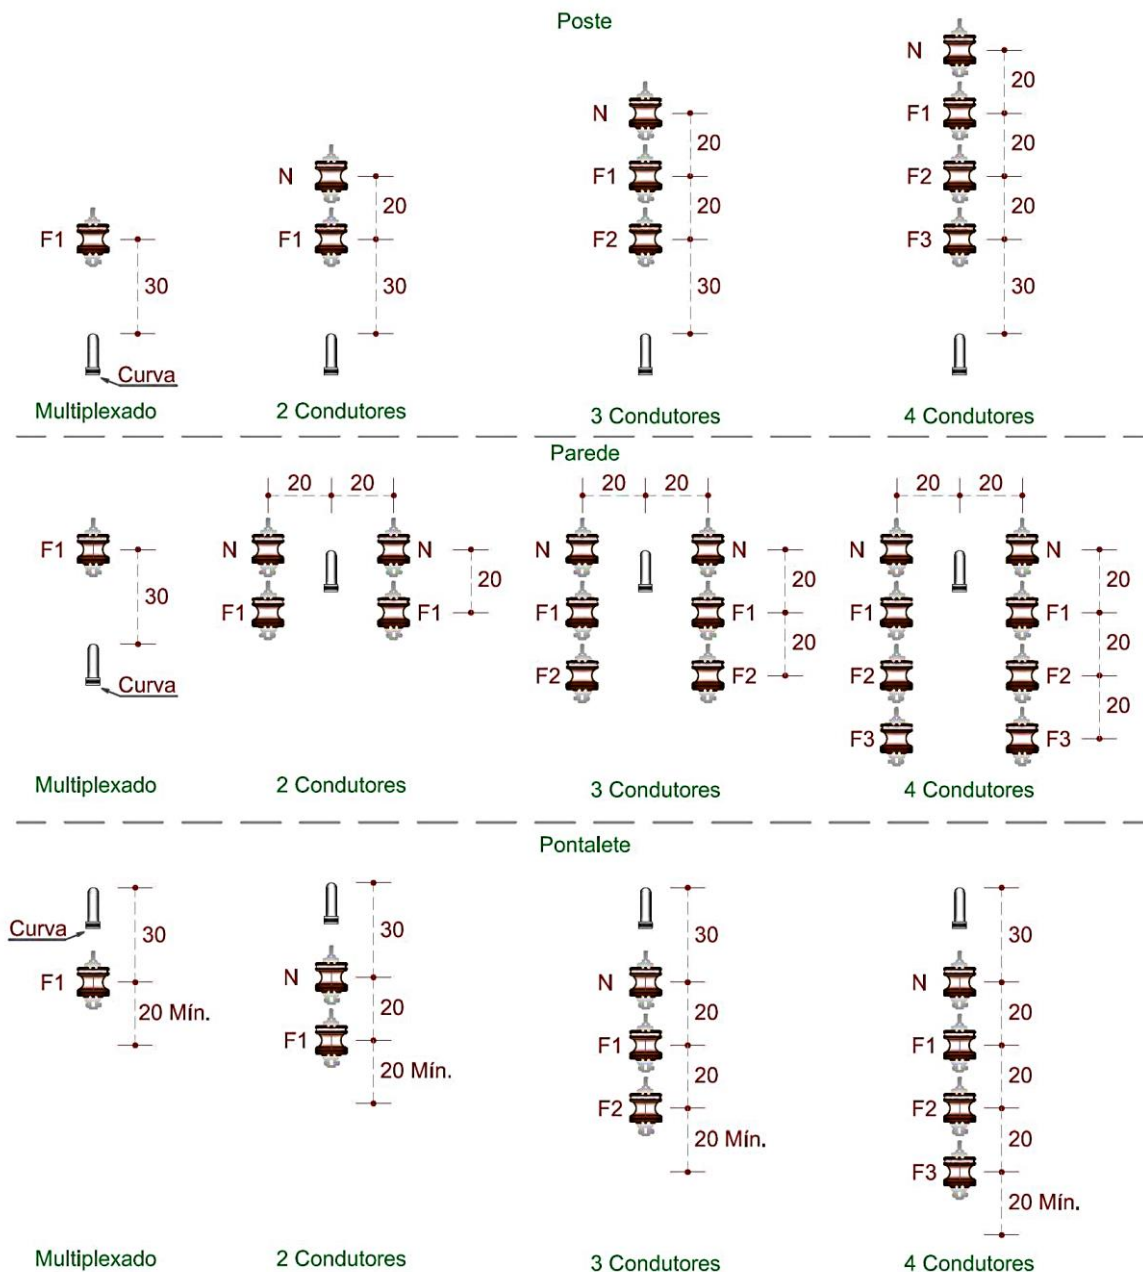 Poste
N
20
N F1
20 20
N F1 F2
20 20 20
F1 F1 F2 F3
30 30 30 30
Curva
Multiplexado 2 Condutores 3 Condutores 4 Condutores
Parede
20 20 20 20 20 20
F1 N N N N N N
30 20 20 20
F1 F1 F1 F1 F1 F1
20 20
F2 F2 F2 F2
Curva
20
F3 F3
Multiplexado 2 Condutores 3 Condutores 4 Condutores
Pontalete
Curva 30 30 30 30
F1 N N N
20 Mín. 20 20 20
F1 F1 F1
20 Mín. 20 20
F2 F2
20 Mín. 20
F3
20 Mín.
Multiplexado 2 Condutores 3 Condutores 4 Condutores